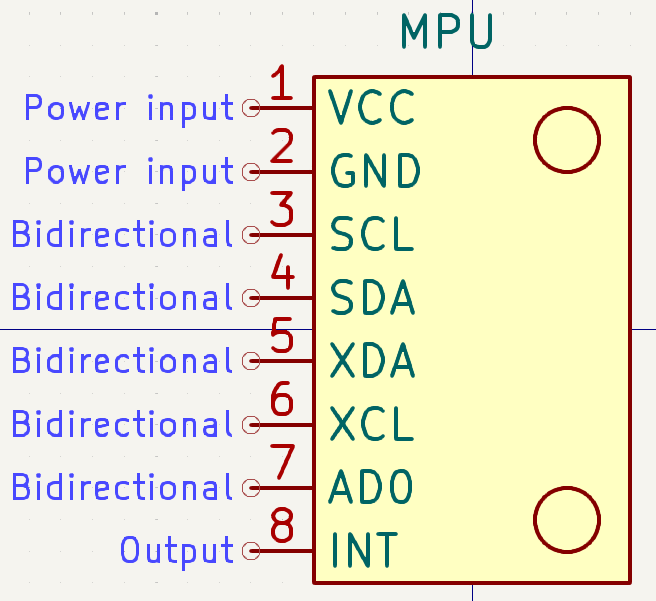 MPU
Power input 1 VCC
Power input 2 GND
Bidirectional 3 SCL
Bidirectional 4 SDA
Bidirectional 5 XDA
Bidirectional 6 XCL
Bidirectional 7 AD0
Output 8 INT